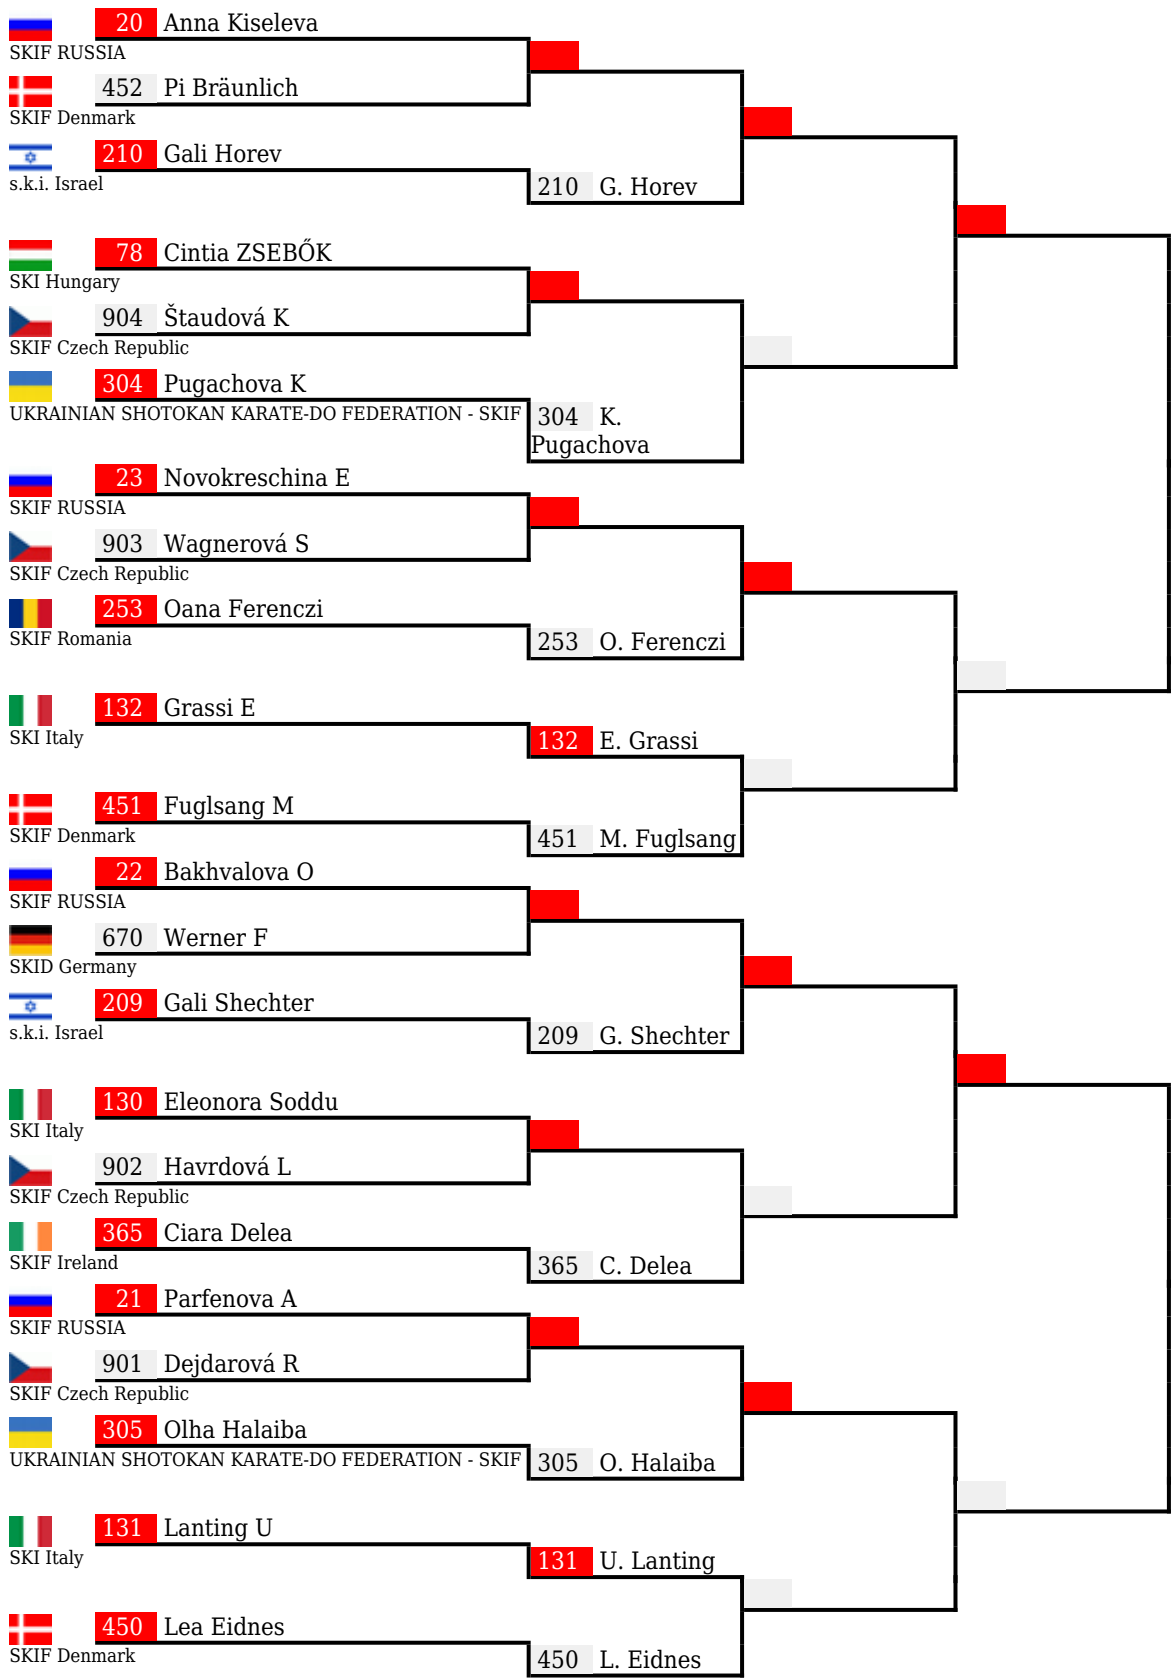 20 Anna Kiseleva
SKIF RUSSIA
452 Pi Bräunlich
SKIF Denmark
210 Gali Horev
s.k.i. Israel
210 G. Horev
78 Cintia ZSEBŐK
SKI Hungary
904 Štaudová K
SKIF Czech Republic
304 Pugachova K
UKRAINIAN SHOTOKAN KARATE-DO FEDERATION - SKIF
304 K.
Pugachova
23 Novokreschina E
SKIF RUSSIA
903 Wagnerová S
SKIF Czech Republic
253 Oana Ferenczi
SKIF Romania
253 O. Ferenczi
132 Grassi E
SKI Italy
132 E. Grassi
451 Fuglsang M
SKIF Denmark
451 M. Fuglsang
22 Bakhvalova O
SKIF RUSSIA
670 Werner F
SKID Germany
209 Gali Shechter
s.k.i. Israel
209 G. Shechter
130 Eleonora Soddu
SKI Italy
902 Havrdová L
SKIF Czech Republic
365 Ciara Delea
SKIF Ireland
365 C. Delea
21 Parfenova A
SKIF RUSSIA
901 Dejdarová R
SKIF Czech Republic
305 Olha Halaiba
UKRAINIAN SHOTOKAN KARATE-DO FEDERATION - SKIF
305 O. Halaiba
131 Lanting U
SKI Italy
131 U. Lanting
450 Lea Eidnes
SKIF Denmark
450 L. Eidnes